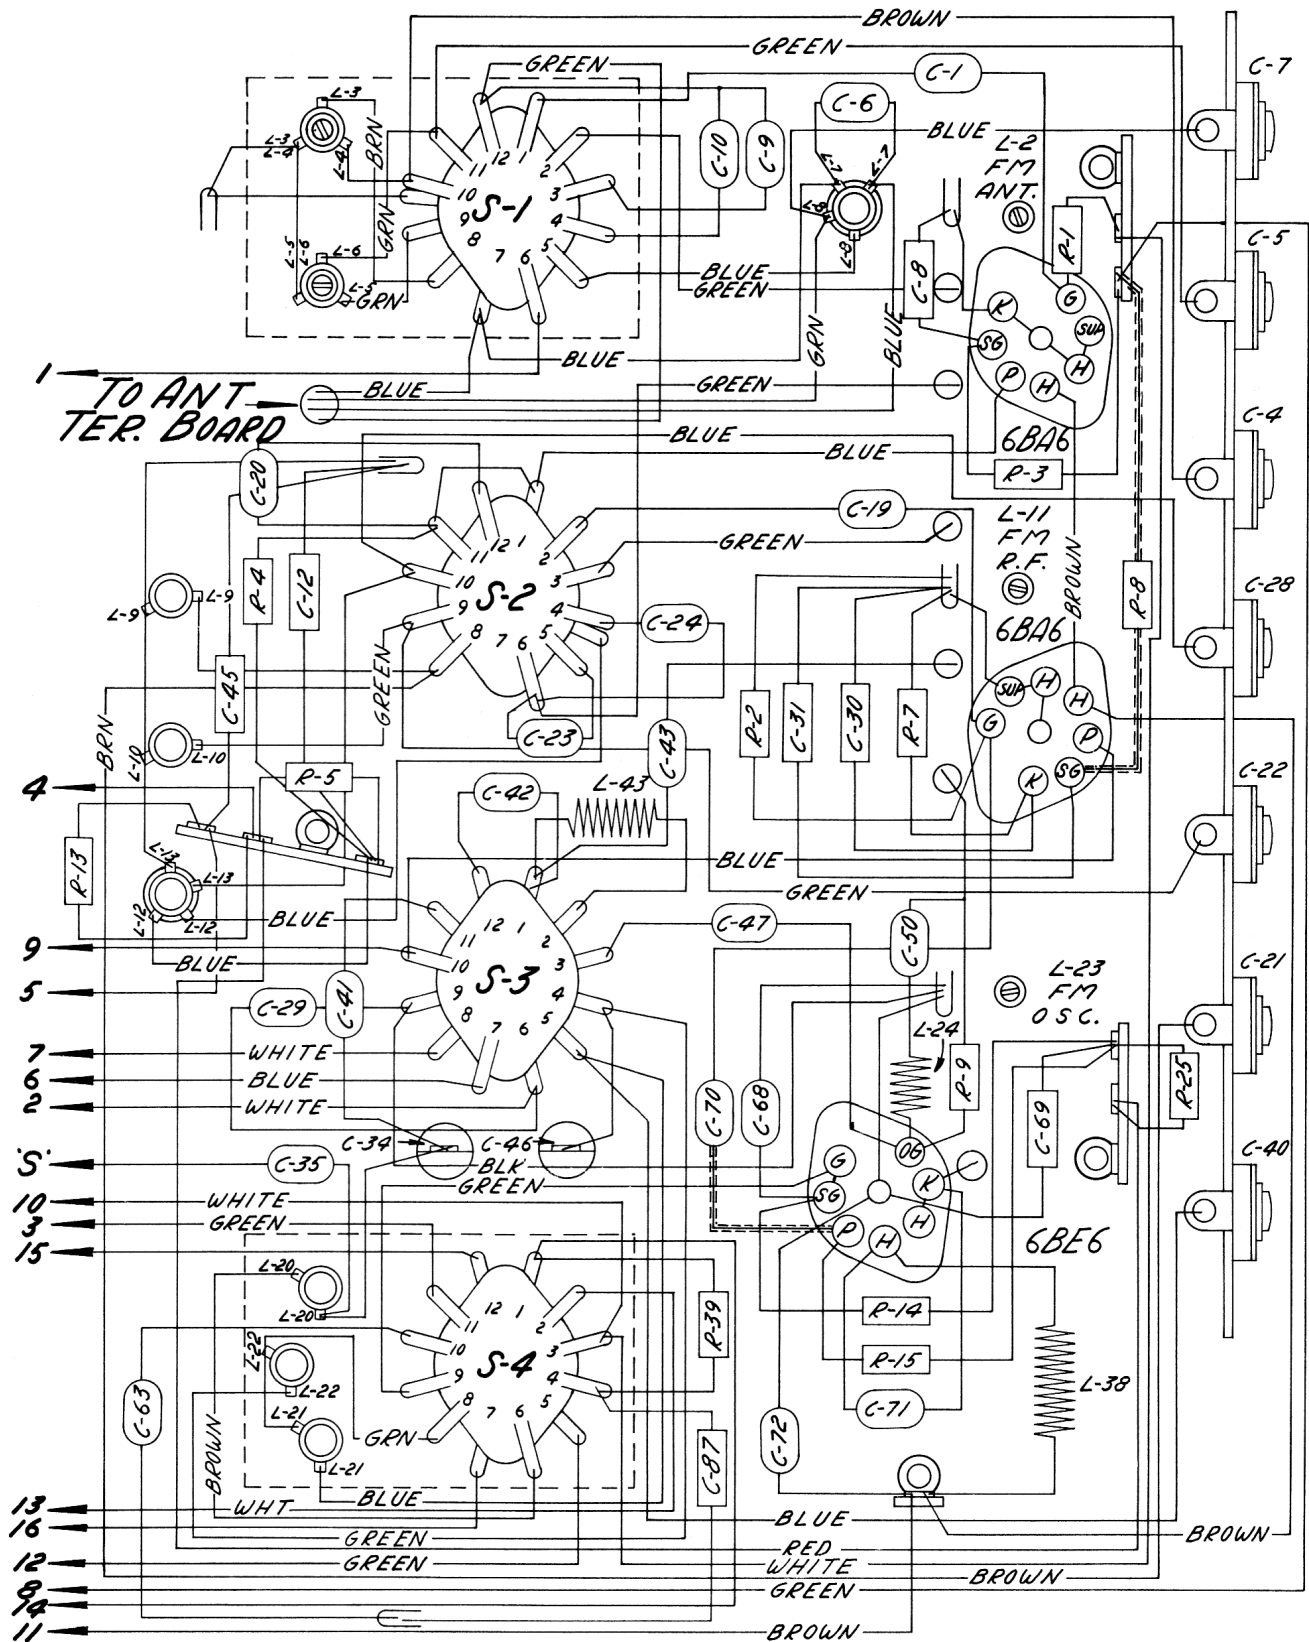 BROWN
GREEN
GREEN
C-1
C-7
L-3
L-3
L-4
L-4
BRN
C-6
C-10
C-9
BLUE
L-2
FM
ANT.
L-7
L-7
12
1
2
3
4
5
6
7
8
9
10
11
S-1
L-8
L-8
R-1
C-5
GRN
L-5
L-6
L-6
L-5
GRN
BLUE
GREEN
C-8
GRN
BLUE
K
G
SUP
SG
H
P
H
1
BLUE
TO ANT
TER. BOARD
BLUE
GREEN
C-4
6BA6
BLUE
BLUE
R-3
C-20
C-19
L-11
FM
R.F.
GREEN
BROWN
R-8
C-28
R-4
C-12
L-9
L-9
12
1
2
3
4
5
6
7
8
9
10
11
S-2
C-24
6BA6
C-45
GREEN
BRN
L-10
L-10
C-23
C-43
R-2
C-31
C-30
R-7
SUP
H
H
G
P
K
SG
4
R-5
C-42
L-43
C-22
R-13
L-13
L-13
L-12
L-12
BLUE
BLUE
GREEN
C-47
C-50
9
BLUE
5
12
1
2
3
4
5
6
7
8
9
10
11
S-3
C-29
C-41
L-23
FM
OSC.
C-21
L-24
7
WHITE
6
BLUE
2
WHITE
C-70
C-68
R-9
C-69
R-25
C-34
C-46
BLK
'S'
C-35
GREEN
C-40
10
WHITE
3
GREEN
15
G
OG
SG
K
P
H
H
6BE6
L-20
L-20
L-22
L-22
L-21
L-21
12
1
2
3
4
5
6
7
8
9
10
11
S-4
R-39
R-14
R-15
L-38
C-63
BROWN
GRN
C-71
C-72
C-87
BLUE
13
WHT
16
BLUE
BROWN
GREEN
RED
12
GREEN
WHITE
BROWN
8
GREEN
14
11
BROWN